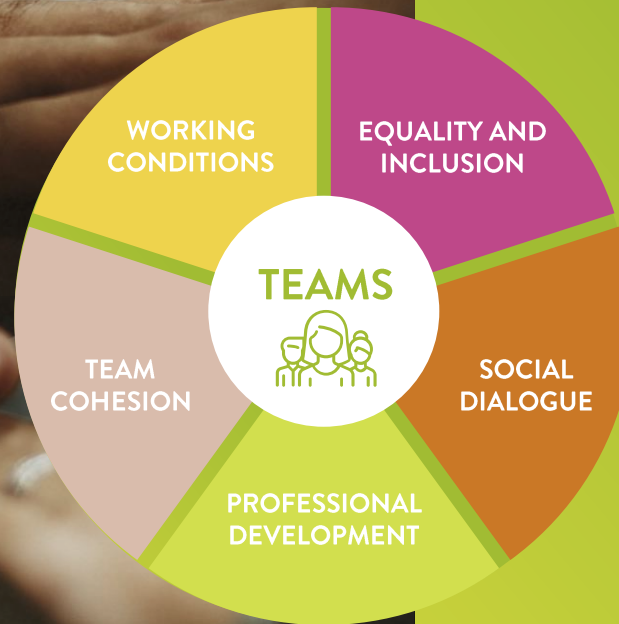 WORKING
CONDITIONS
EQUALITY AND
INCLUSION
TEAMS
TEAM
COHESION
SOCIAL
DIALOGUE
PROFESSIONAL
DEVELOPMENT